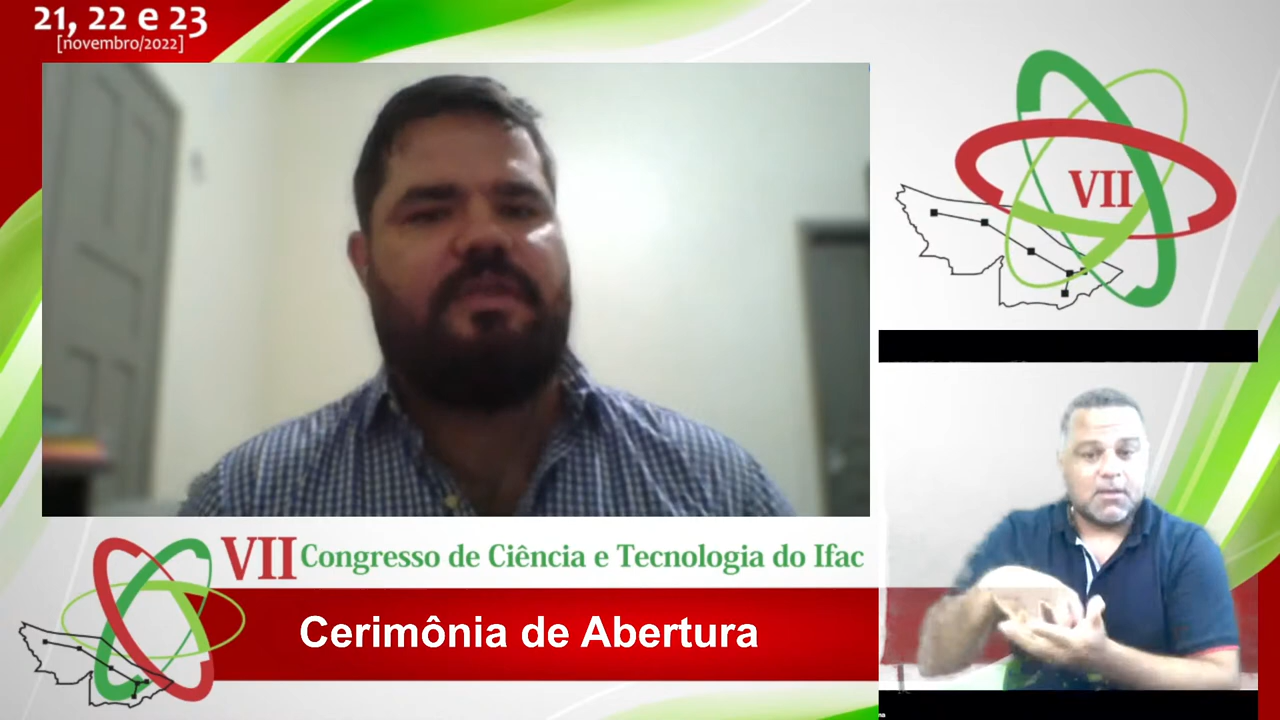 21, 22 e 23
[novembro/2022]
VII
VII Congresso de Ciência e Tecnologia do Ifac
Cerimônia de Abertura